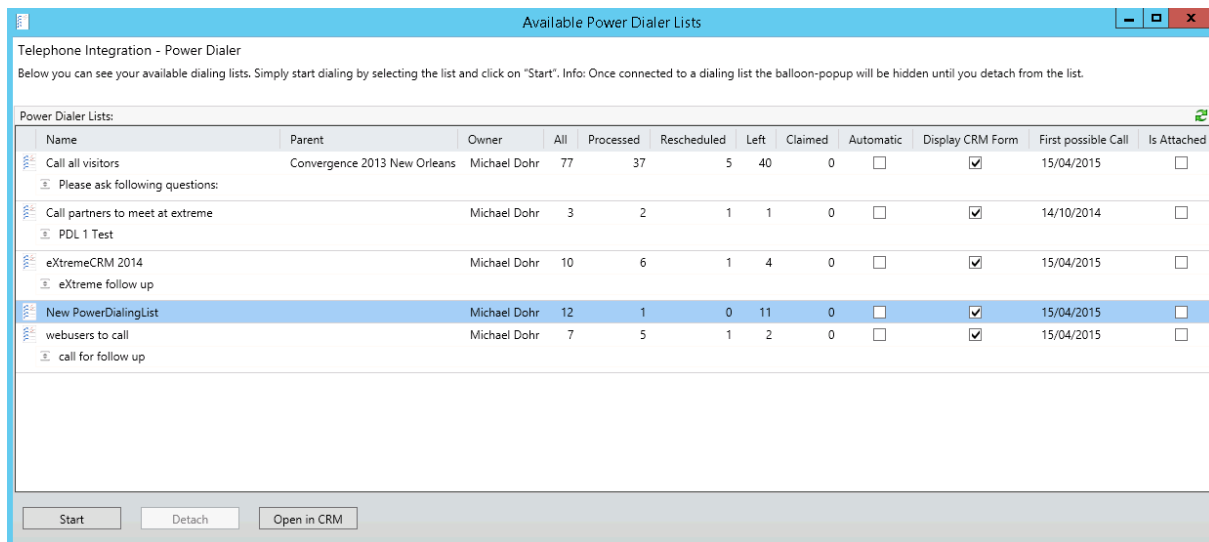 Available Power Dialer Lists
Telephone Integration - Power Dialer
Below you can see your available dialing lists. Simply start dialing by selecting the list and click on "Start". Info: Once connected to a dialing list the balloon-popup will be hidden until you detach from the list.
Power Dialer Lists:
Name Parent Owner All Processed Rescheduled Left Claimed Automatic Display CRM Form First possible Call Is Attached
Call all visitors Convergence 2013 New Orleans Michael Dohr 77 37 5 40 0 15/04/2015
Please ask following questions:
Call partners to meet at extreme Michael Dohr 3 2 1 1 0 14/10/2014
PDL 1 Test
eXtremeCRM 2014 Michael Dohr 10 6 1 4 0 15/04/2015
eXtreme follow up
New PowerDialingList Michael Dohr 12 1 0 11 0 15/04/2015
webusers to call Michael Dohr 7 5 1 2 0 15/04/2015
call for follow up
Start Detach Open in CRM